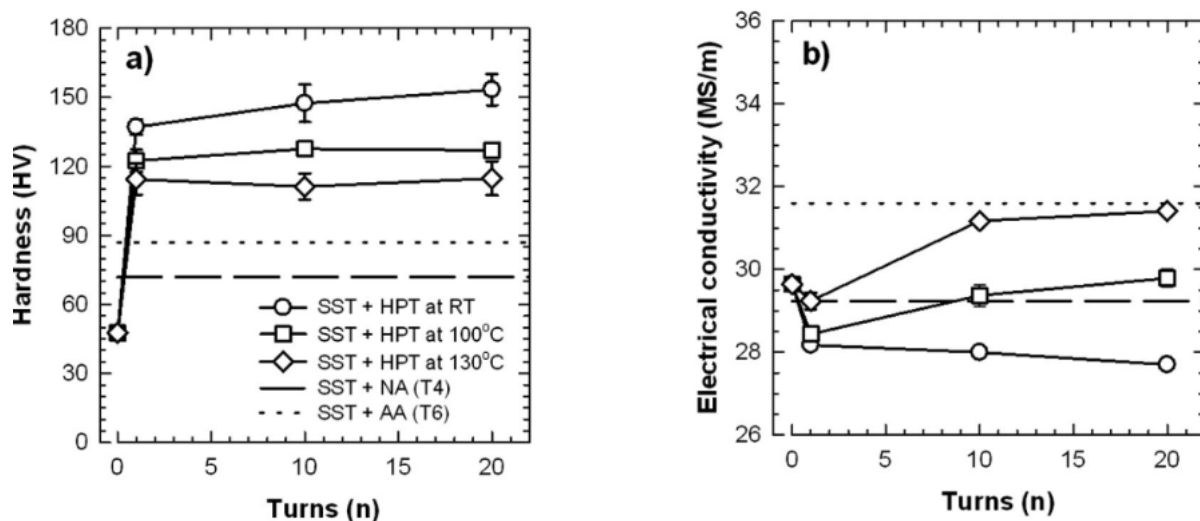 a)
Hardness (HV)
180
150
120
90
60
30
0
SST + HPT at RT
SST + HPT at 100°C
SST + HPT at 130°C
SST + NA (T4)
SST + AA (T6)
0 5 10 15 20
Turns (n)
b)
Electrical conductivity (MS/m)
36
34
32
30
28
26
0 5 10 15 20
Turns (n)